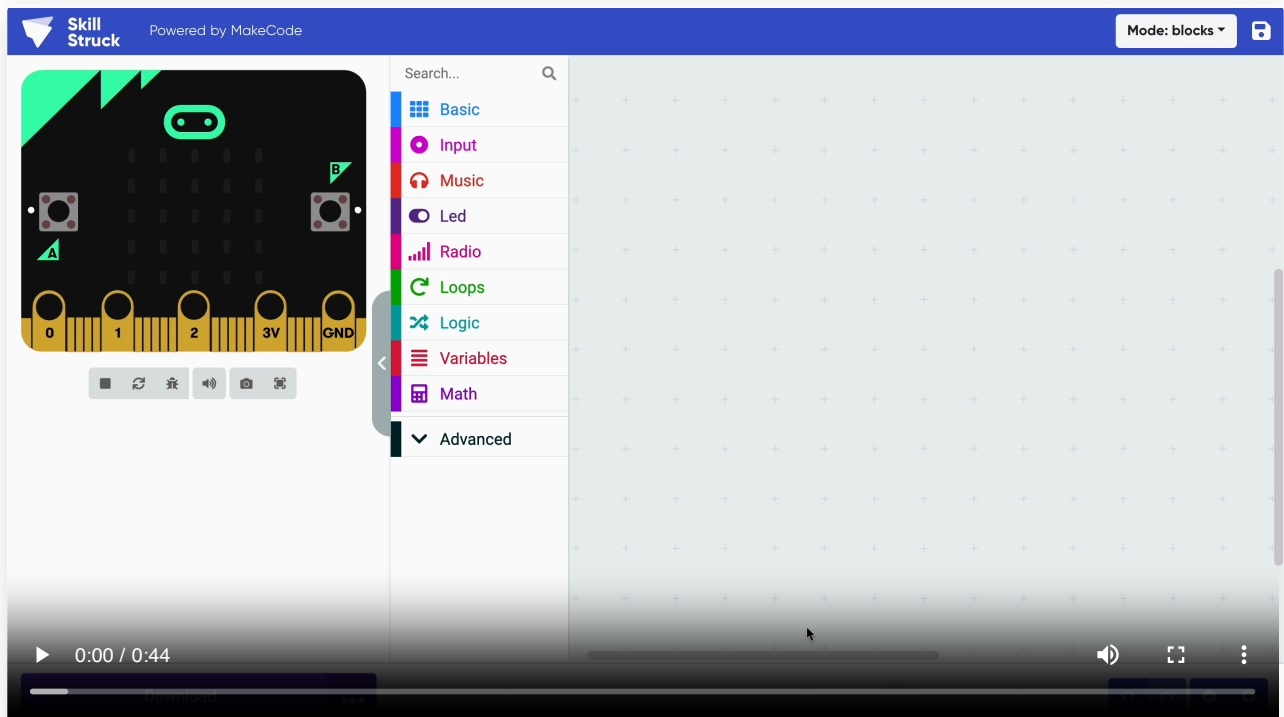 Skill
Struck
Powered by MakeCode
Mode: blocks
Search...
Basic
Input
Music
Led
Radio
Loops
Logic
Variables
Math
Advanced
B
A
0 1 2 3V GND
0:00 / 0:44
Download